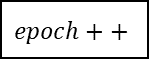 epoch + +